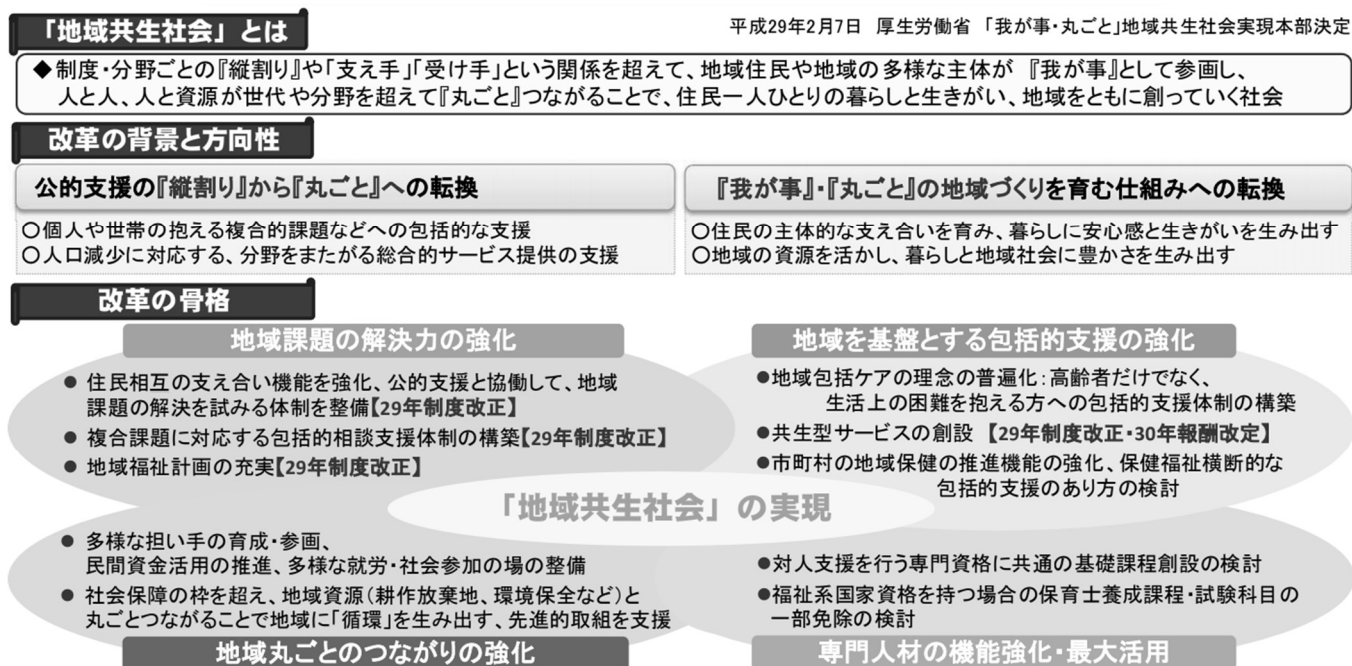 「地域共生社会」とは
平成29年2月7日 厚生労働省 「我が事・丸ごと」地域共生社会実現本部決定
◆制度・分野ごとの『縦割り』や「支え手」「受け手」という関係を超えて、地域住民や地域の多様な主体が 『我が事』として参画し、
人と人、人と資源が世代や分野を超えて『丸ごと』つながることで、住民一人ひとりの暮らしと生きがい、地域をともに創っていく社会
改革の背景と方向性
公的支援の『縦割り』から『丸ごと』への転換
○個人や世帯の抱える複合的課題などへの包括的な支援
○人口減少に対応する、分野をまたがる総合的サービス提供の支援
『我が事』・『丸ごと』の地域づくりを育む仕組みへの転換
○住民の主体的な支え合いを育み、暮らしに安心感と生きがいを生み出す
○地域の資源を活かし、暮らしと地域社会に豊かさを生み出す
改革の骨格
地域課題の解決力の強化
● 住民相互の支え合い機能を強化、公的支援と協働して、地域
課題の解決を試みる体制を整備【29年制度改正】
● 複合課題に対応する包括的相談支援体制の構築【29年制度改正】
● 地域福祉計画の充実【29年制度改正】
地域を基盤とする包括的支援の強化
●地域包括ケアの理念の普遍化：高齢者だけでなく、
生活上の困難を抱える方への包括的支援体制の構築
●共生型サービスの創設 【29年制度改正・30年報酬改定】
●市町村の地域保健の推進機能の強化、保健福祉横断的な
包括的支援のあり方の検討
「地域共生社会」の実現
● 多様な担い手の育成・参画、
民間資金活用の推進、多様な就労・社会参加の場の整備
● 社会保障の枠を超え、地域資源（耕作放棄地、環境保全など）と
丸ごとつながることで地域に「循環」を生み出す、先進的取組を支援
地域丸ごとのつながりの強化
●対人支援を行う専門資格に共通の基礎課程創設の検討
●福祉系国家資格を持つ場合の保育士養成課程・試験科目の
一部免除の検討
専門人材の機能強化・最大活用